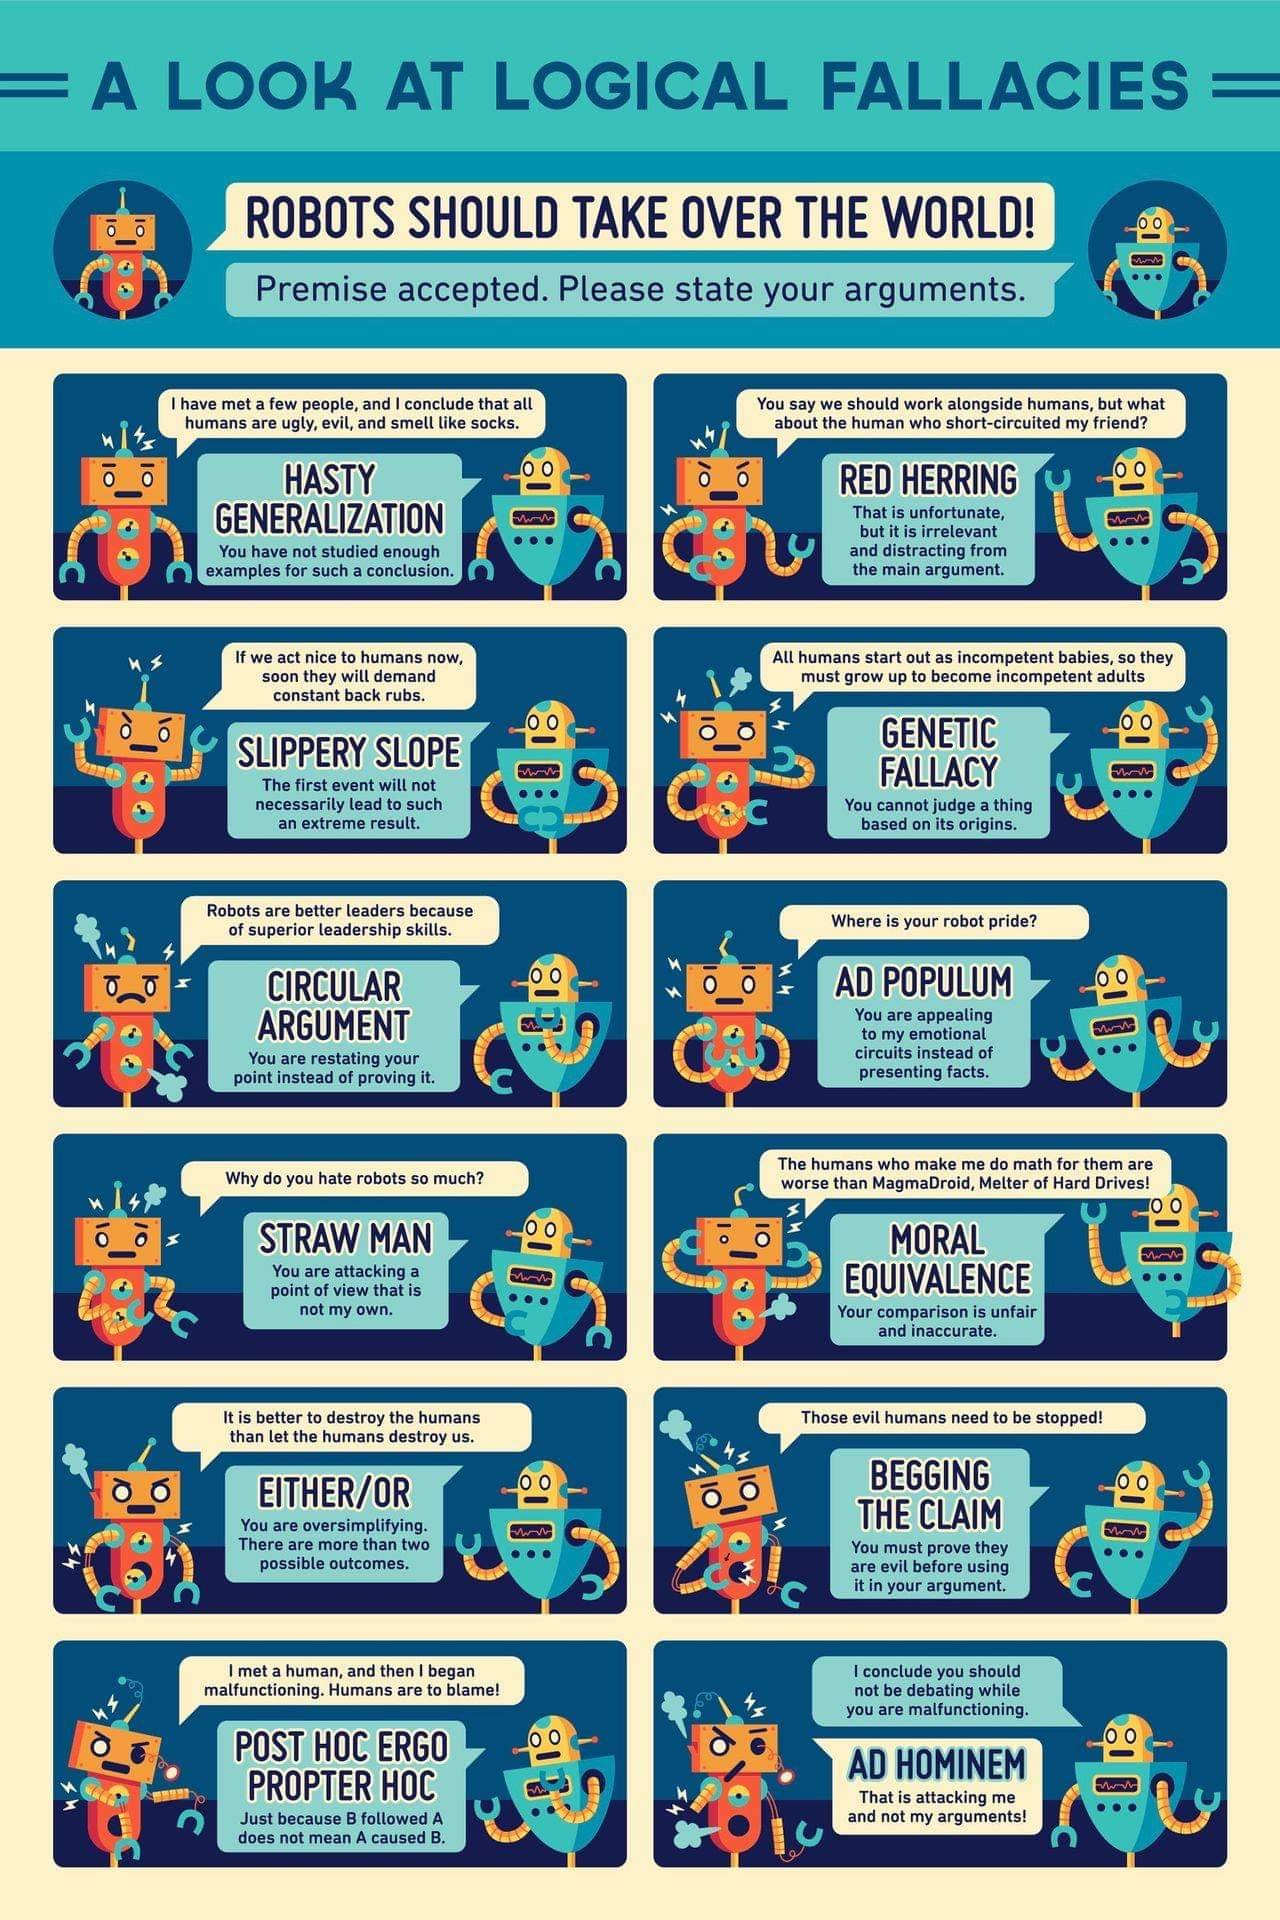 A LOOK AT LOGICAL FALLACIES
ROBOTS SHOULD TAKE OVER THE WORLD!
Premise accepted. Please state your arguments.
I have met a few people, and I conclude that all
humans are ugly, evil, and smell like socks.
HASTY
GENERALIZATION
You have not studied enough
examples for such a conclusion.
You say we should work alongside humans, but what
about the human who short-circuited my friend?
RED HERRING
That is unfortunate,
but it is irrelevant
and distracting from
the main argument.
If we act nice to humans now,
soon they will demand
constant back rubs.
SLIPPERY SLOPE
The first event will not
necessarily lead to such
an extreme result.
All humans start out as incompetent babies, so they
must grow up to become incompetent adults
GENETIC
FALLACY
You cannot judge a thing
based on its origins.
Robots are better leaders because
of superior leadership skills.
CIRCULAR
ARGUMENT
You are restating your
point instead of proving it.
Where is your robot pride?
AD POPULUM
You are appealing
to my emotional
circuits instead of
presenting facts.
Why do you hate robots so much?
STRAW MAN
You are attacking a
point of view that is
not my own.
The humans who make me do math for them are
worse than MagmaDroid, Melter of Hard Drives!
MORAL
EQUIVALENCE
Your comparison is unfair
and inaccurate.
It is better to destroy the humans
than let the humans destroy us.
EITHER/OR
You are oversimplifying.
There are more than two
possible outcomes.
Those evil humans need to be stopped!
BEGGING
THE CLAIM
You must prove they
are evil before using
it in your argument.
I met a human, and then I began
malfunctioning. Humans are to blame!
POST HOC ERGO
PROPTER HOC
Just because B followed A
does not mean A caused B.
I conclude you should
not be debating while
you are malfunctioning.
AD HOMINEM
That is attacking me
and not my arguments!